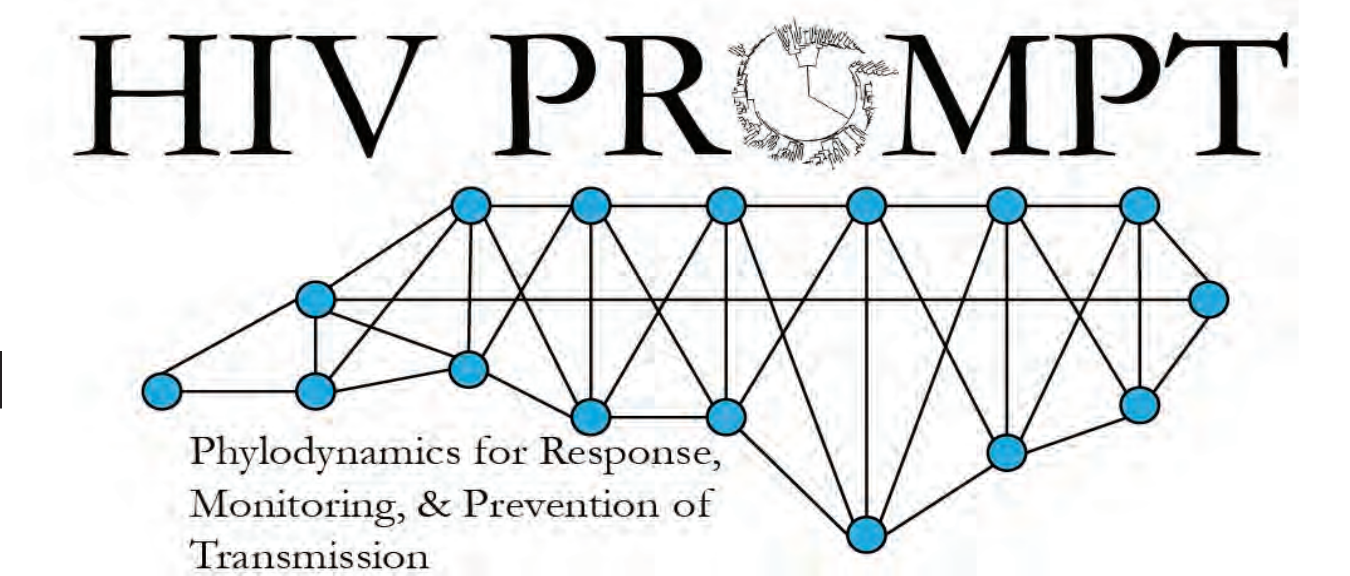 HIV PROMPT
Phylodynamics for Response,
Monitoring, & Prevention of
Transmission